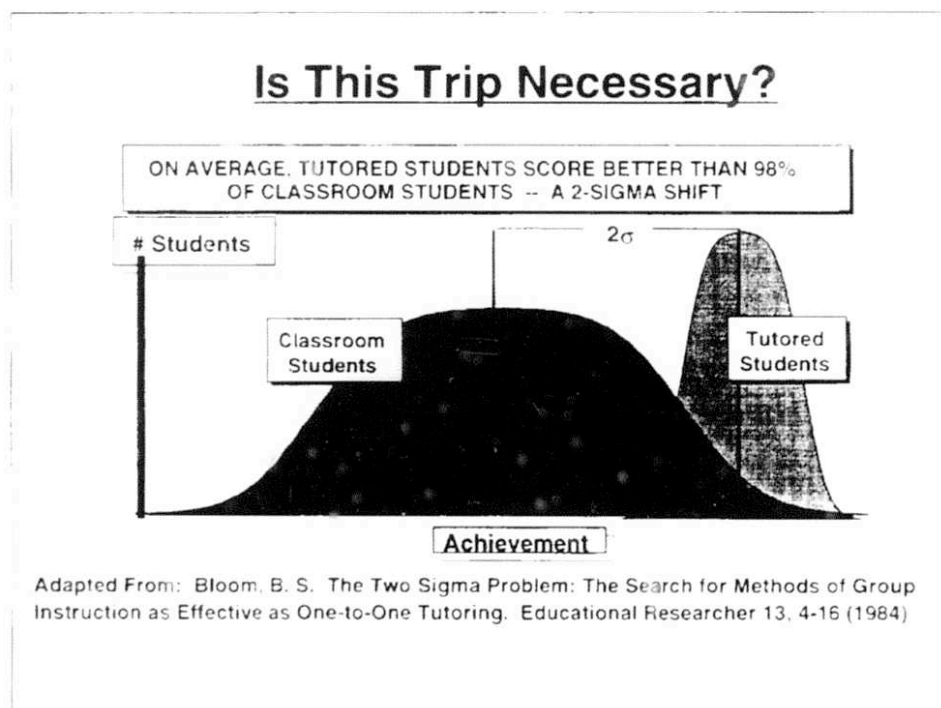 Is This Trip Necessary?
ON AVERAGE, TUTORED STUDENTS SCORE BETTER THAN 98%
OF CLASSROOM STUDENTS -- A 2-SIGMA SHIFT
# Students
2σ
Classroom
Students
Tutored
Students
Achievement
Adapted From: Bloom, B. S. The Two Sigma Problem: The Search for Methods of Group
Instruction as Effective as One-to-One Tutoring. Educational Researcher 13, 4-16 (1984)